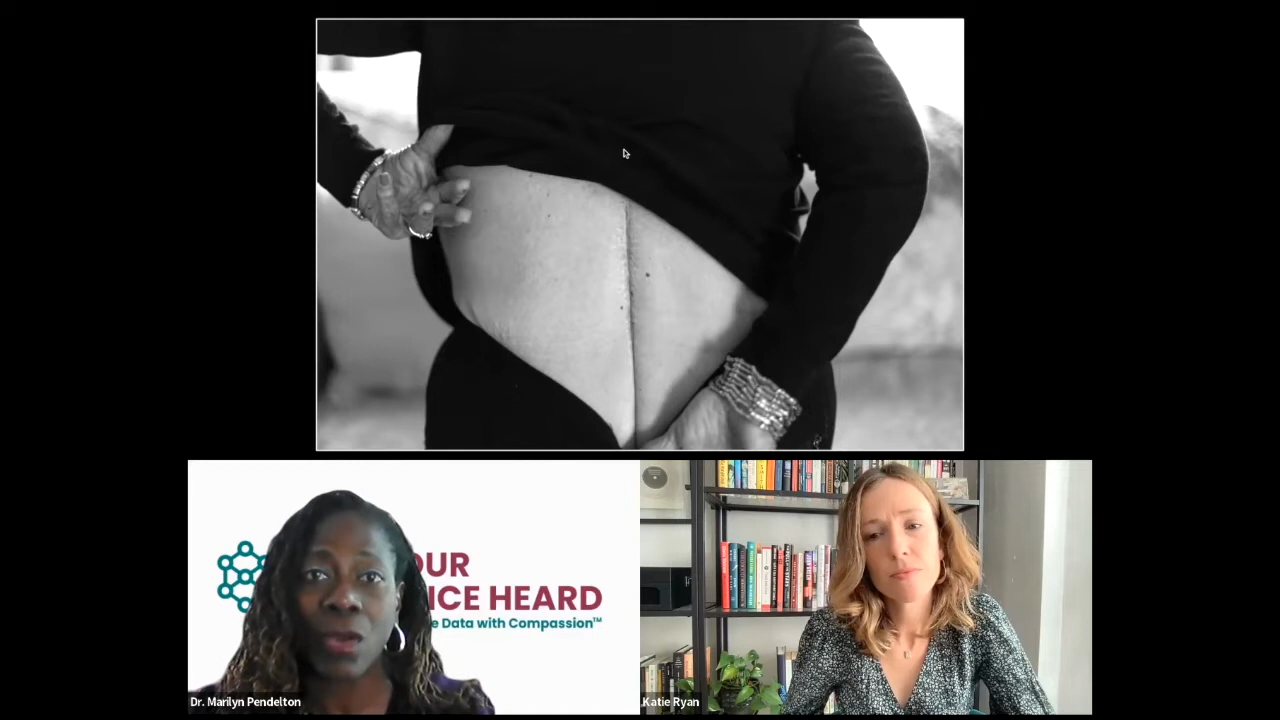 OUR
ICE HEARD
e Data with Compassion™
Dr. Marilyn Pendelton
Katie Ryan